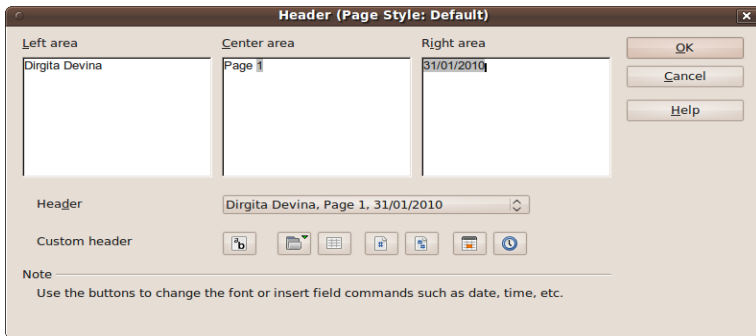 Header (Page Style: Default)
Left area
Center area
Right area
OK
Dirgita Devina
Page 1
31/01/2010
Cancel
Help
Header
Dirgita Devina, Page 1, 31/01/2010
Custom header
Note
Use the buttons to change the font or insert field commands such as date, time, etc.